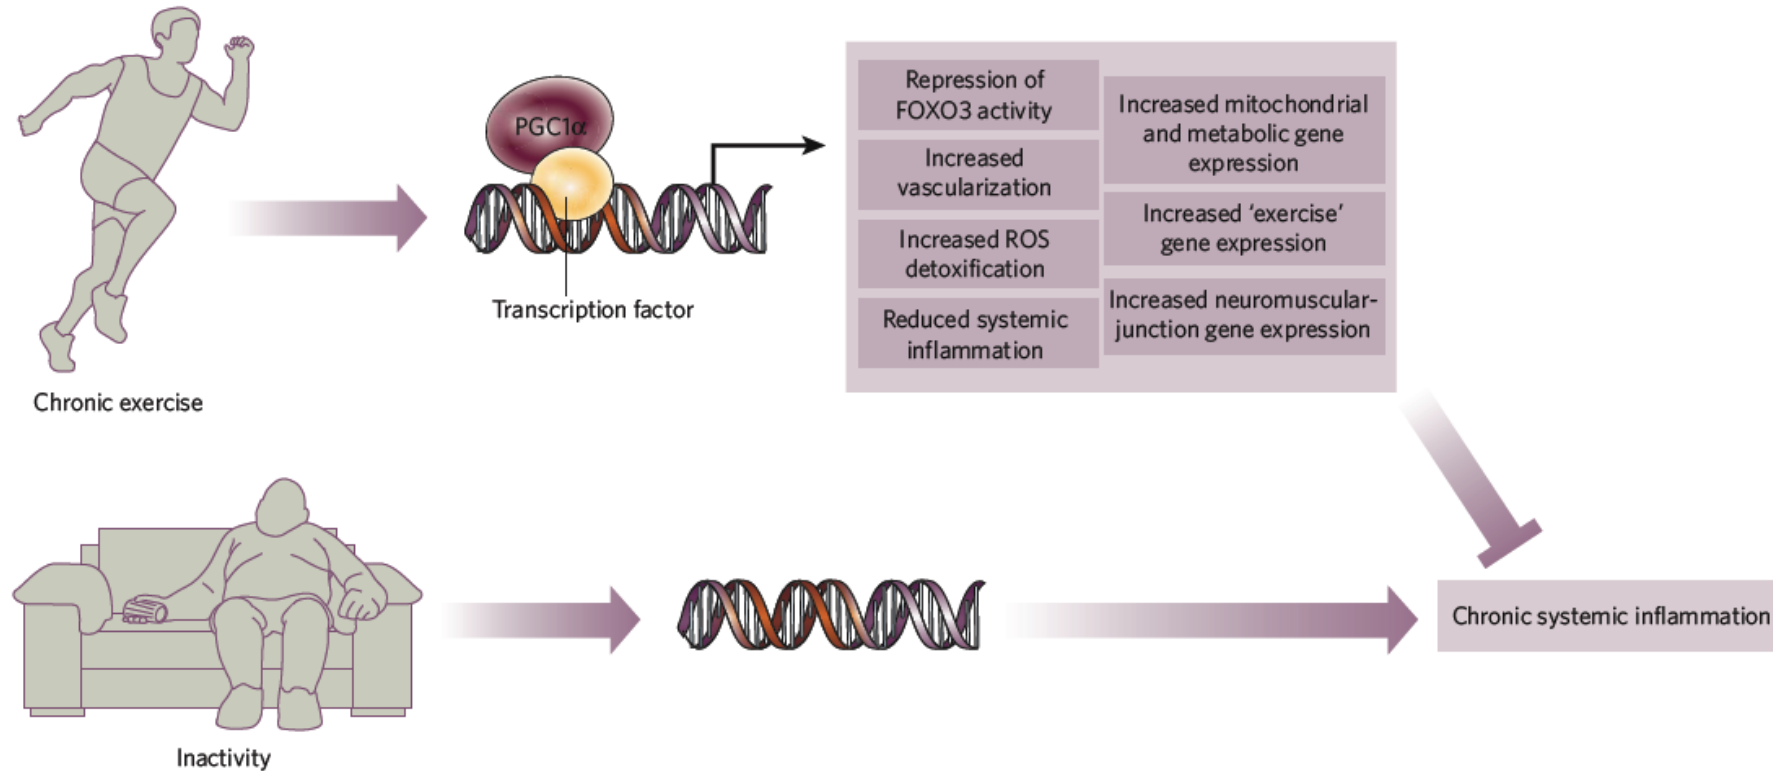 PGC1α
Transcription factor
Chronic exercise
Repression of
FOXO3 activity
Increased
vascularization
Increased ROS
detoxification
Reduced systemic
inflammation
Increased mitochondrial
and metabolic gene
expression
Increased ‘exercise’
gene expression
Increased neuromuscular-
junction gene expression
Inactivity
Chronic systemic inflammation